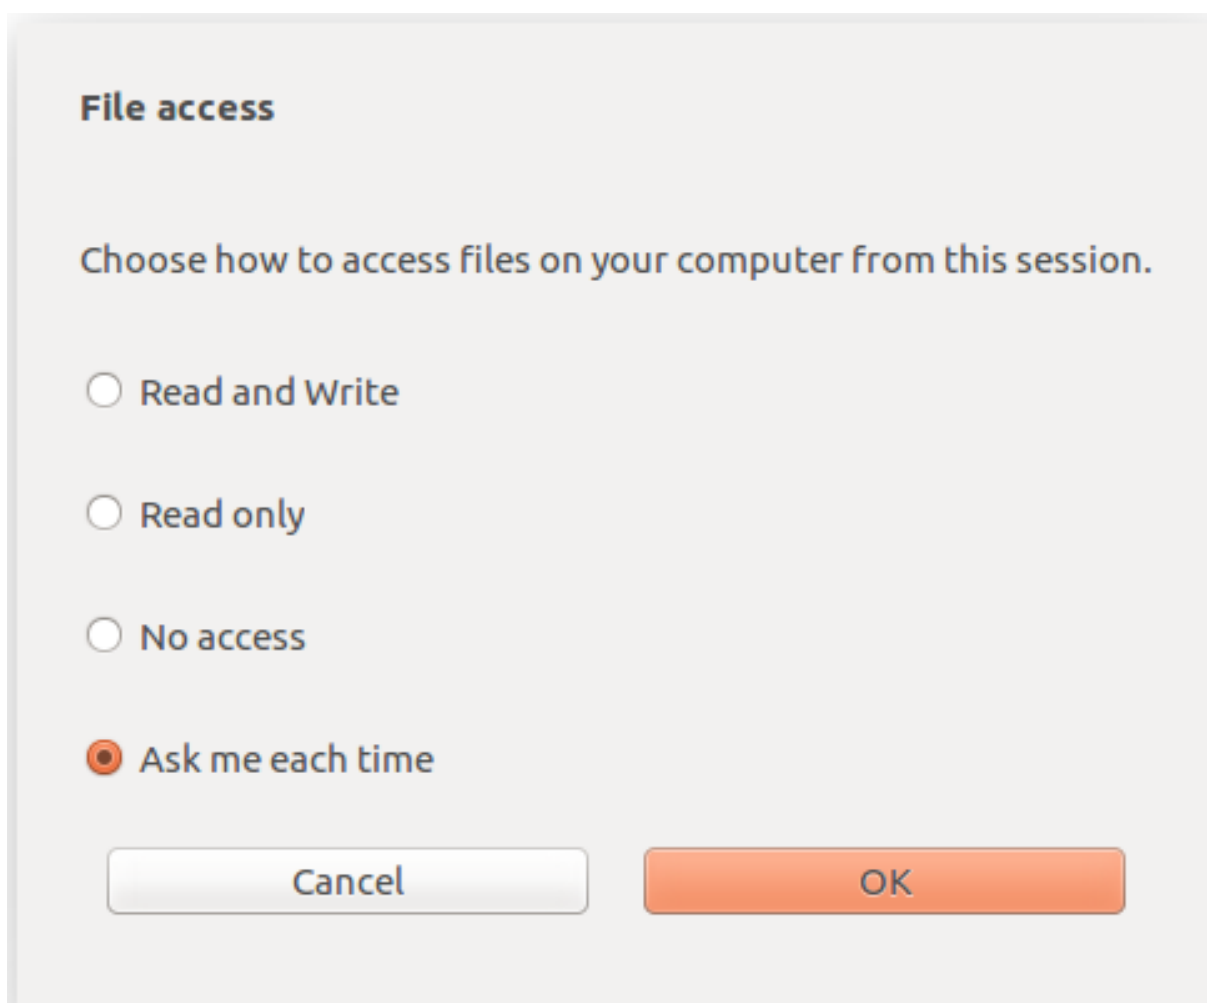 File access
Choose how to access files on your computer from this session.
Read and Write
Read only
No access
Ask me each time
Cancel
OK